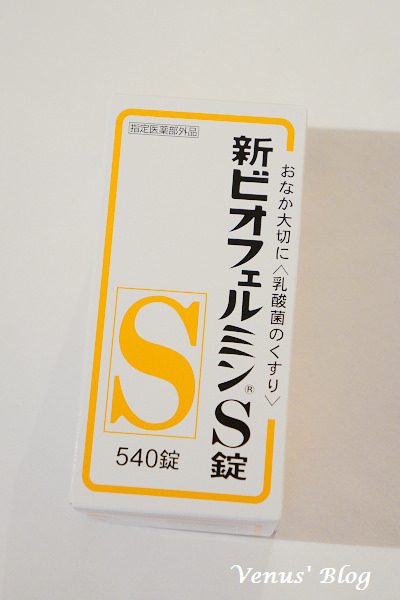 指定医薬部外品
おなか大切に〈乳酸菌のくすり〉
新ビオフェルミン®S錠
S
540錠
Venus' Blog